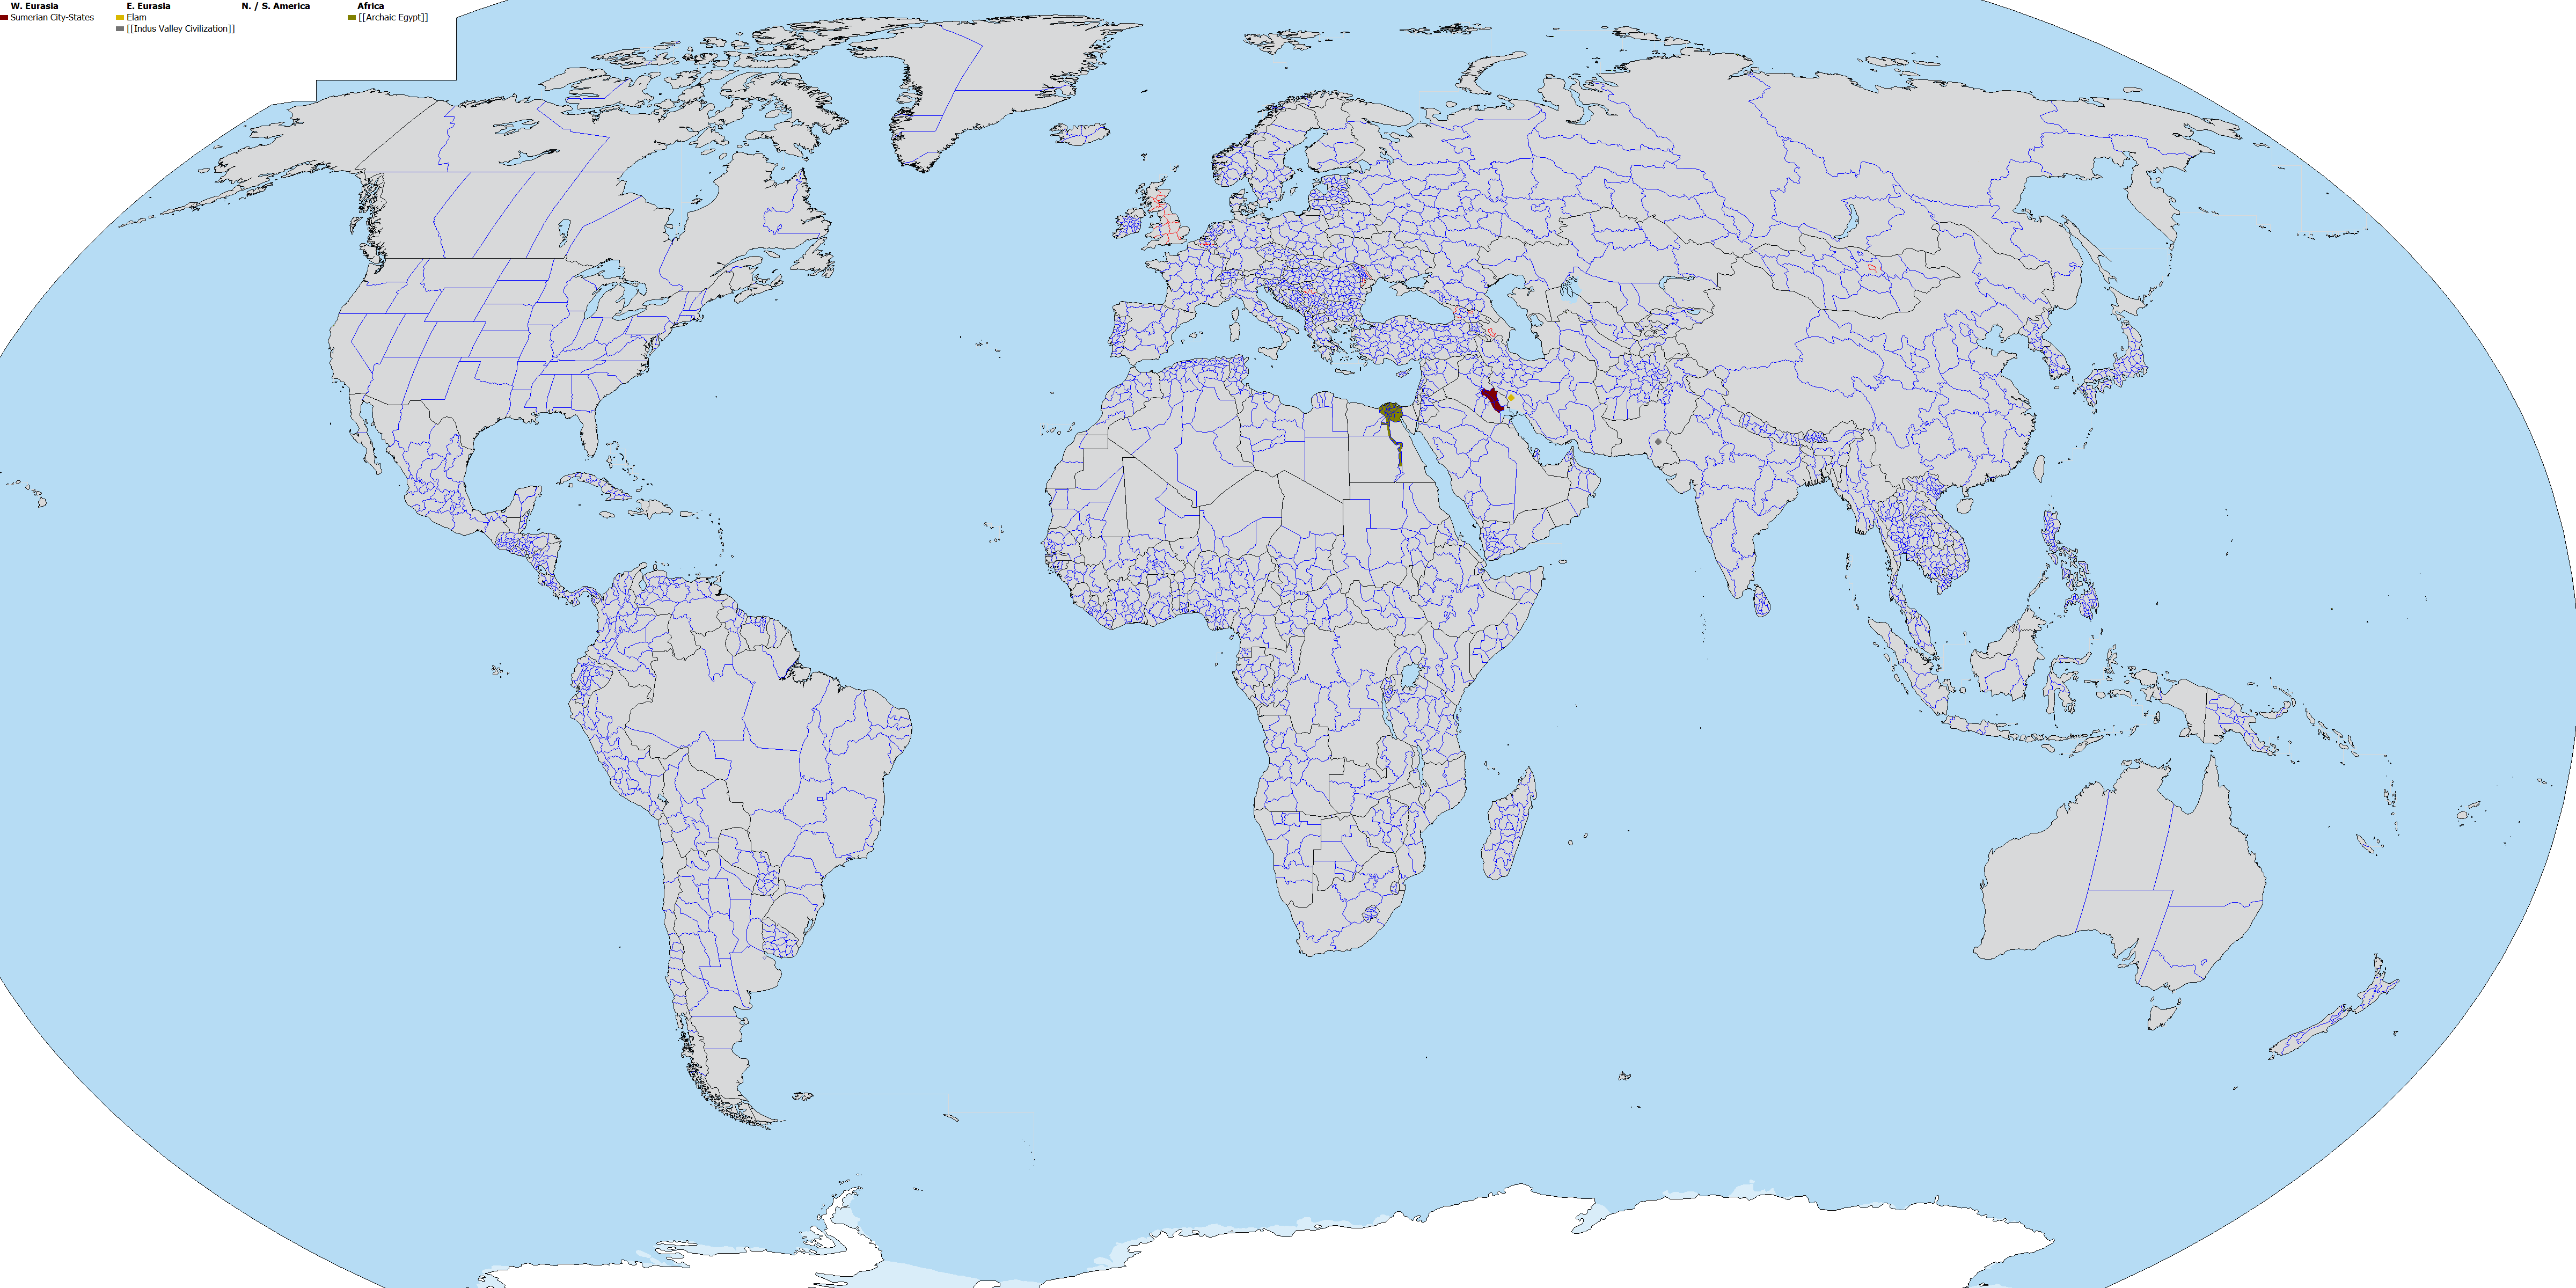 W. Eurasia E. Eurasia N. / S. America Africa
Sumerian City-States Elam [[Archaic Egypt]]
[[Indus Valley Civilization]]